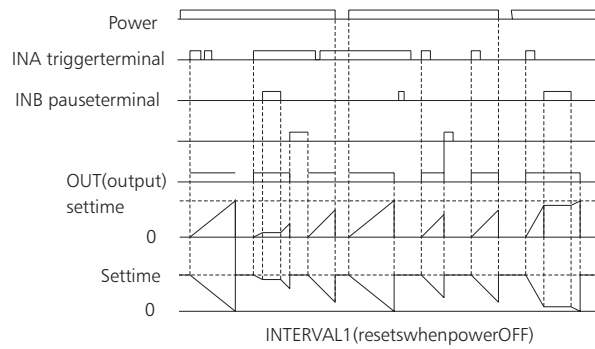 Power
INA triggerterminal
INB pauseterminal
OUT(output)
settime
0
Settime
0
INTERVAL1(resetswhenpowerOFF)